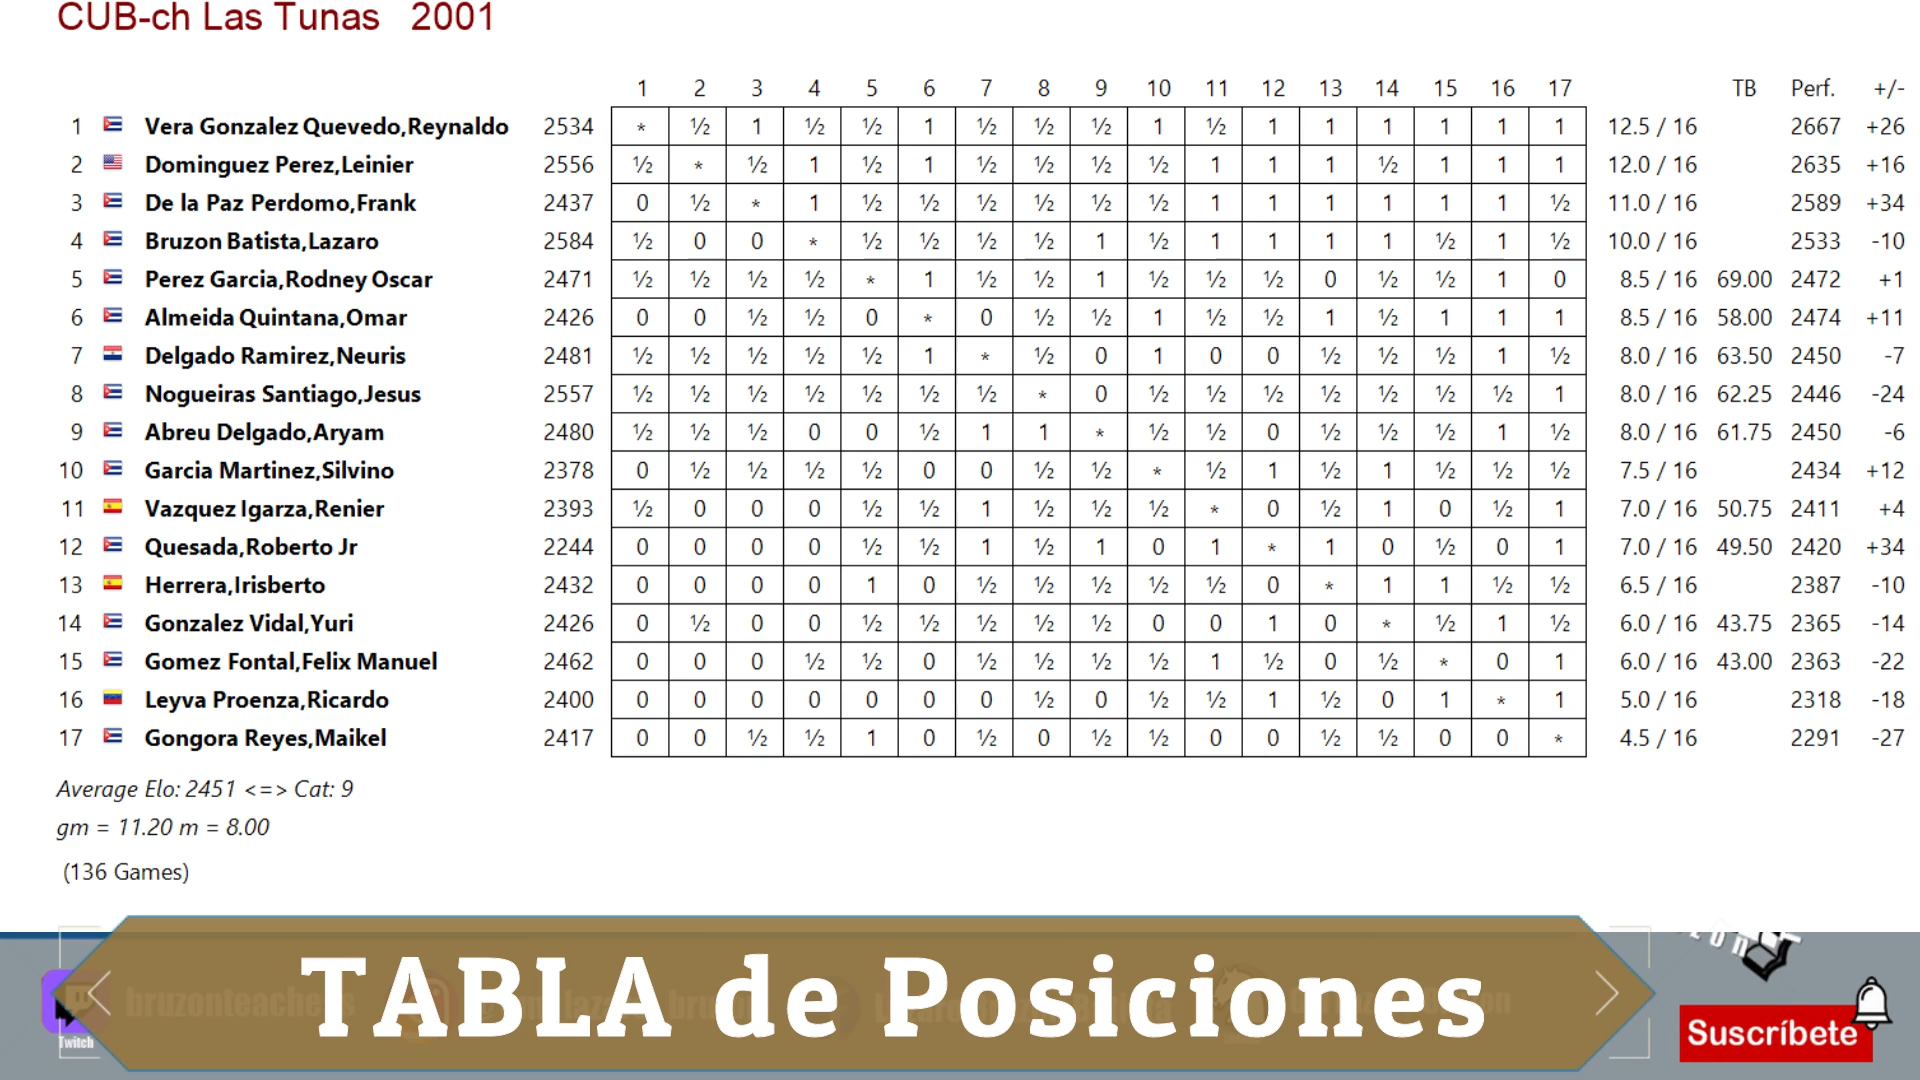 CUB-ch Las Tunas 2001
1 2 3 4 5 6 7 8 9 10 11 12 13 14 15 16 17 TB Perf. +/-
1 Vera Gonzalez Quevedo,Reynaldo 2534 * ½ 1 ½ ½ 1 ½ ½ ½ 1 ½ 1 1 1 1 1 1 12.5 / 16 2667 +26
2 Dominguez Perez,Leinier 2556 ½ * ½ 1 ½ 1 ½ ½ ½ ½ 1 1 1 ½ 1 1 1 12.0 / 16 2635 +16
3 De la Paz Perdomo,Frank 2437 0 ½ * 1 ½ ½ ½ ½ ½ ½ 1 1 1 1 1 1 ½ 11.0 / 16 2589 +34
4 Bruzon Batista,Lazaro 2584 ½ 0 0 * ½ ½ ½ ½ 1 ½ 1 1 1 1 ½ 1 ½ 10.0 / 16 2533 -10
5 Perez Garcia,Rodney Oscar 2471 ½ ½ ½ ½ * 1 ½ ½ 1 ½ ½ ½ 0 ½ ½ 1 0 8.5 / 16 69.00 2472 +1
6 Almeida Quintana,Omar 2426 0 0 ½ ½ 0 * 0 ½ ½ 1 ½ ½ 1 ½ 1 1 1 8.5 / 16 58.00 2474 +11
7 Delgado Ramirez,Neuris 2481 ½ ½ ½ ½ ½ 1 * ½ 0 1 0 0 ½ ½ ½ 1 ½ 8.0 / 16 63.50 2450 -7
8 Nogueiras Santiago,Jesus 2557 ½ ½ ½ ½ ½ ½ ½ * 0 ½ ½ ½ ½ ½ ½ ½ 1 8.0 / 16 62.25 2446 -24
9 Abreu Delgado,Aryam 2480 ½ ½ ½ 0 0 ½ 1 1 * ½ ½ 0 ½ ½ ½ 1 ½ 8.0 / 16 61.75 2450 -6
10 Garcia Martinez,Silvino 2378 0 ½ ½ ½ ½ 0 0 ½ ½ * ½ 1 ½ 1 ½ ½ ½ 7.5 / 16 2434 +12
11 Vazquez Igarza,Renier 2393 ½ 0 0 0 ½ ½ 1 ½ ½ ½ * 0 ½ 1 0 ½ 1 7.0 / 16 50.75 2411 +4
12 Quesada,Roberto Jr 2244 0 0 0 0 ½ ½ 1 ½ 1 0 1 * 1 0 ½ 0 1 7.0 / 16 49.50 2420 +34
13 Herrera,Irisberto 2432 0 0 0 0 1 0 ½ ½ ½ ½ ½ 0 * 1 1 ½ ½ 6.5 / 16 2387 -10
14 Gonzalez Vidal,Yuri 2426 0 ½ 0 0 ½ ½ ½ ½ ½ 0 0 1 0 * ½ 1 ½ 6.0 / 16 43.75 2365 -14
15 Gomez Fontal,Felix Manuel 2462 0 0 0 ½ ½ 0 ½ ½ ½ ½ 1 ½ 0 ½ * 0 1 6.0 / 16 43.00 2363 -22
16 Leyva Proenza,Ricardo 2400 0 0 0 0 0 0 0 ½ 0 ½ ½ 1 ½ 0 1 * 1 5.0 / 16 2318 -18
17 Gongora Reyes,Maikel 2417 0 0 ½ ½ 1 0 ½ 0 ½ ½ 0 0 ½ ½ 0 0 * 4.5 / 16 2291 -27
Average Elo: 2451 <=> Cat: 9
gm = 11.20 m = 8.00
(136 Games)
TABLA de Posiciones
bruzonteachers
Twitch
Suscríbete